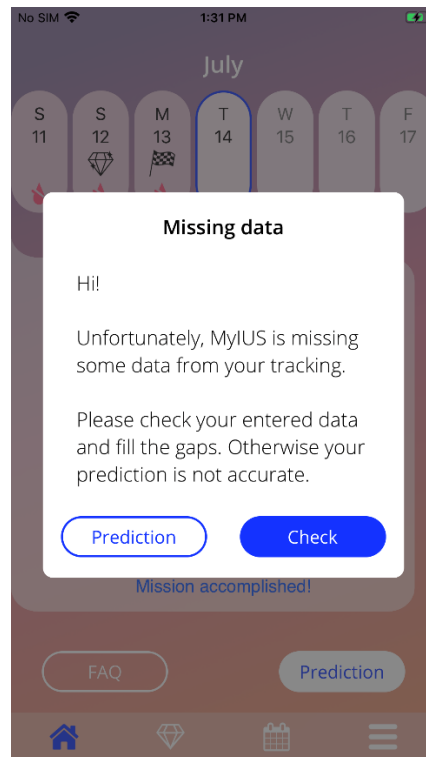 No SIM 1:31 PM
July
S S M T W T F
11 12 13 14 15 16 17
Missing data
Hi!
Unfortunately, MyIUS is missing
some data from your tracking.
Please check your entered data
and fill the gaps. Otherwise your
prediction is not accurate.
Prediction Check
Mission accomplished!
FAQ Prediction